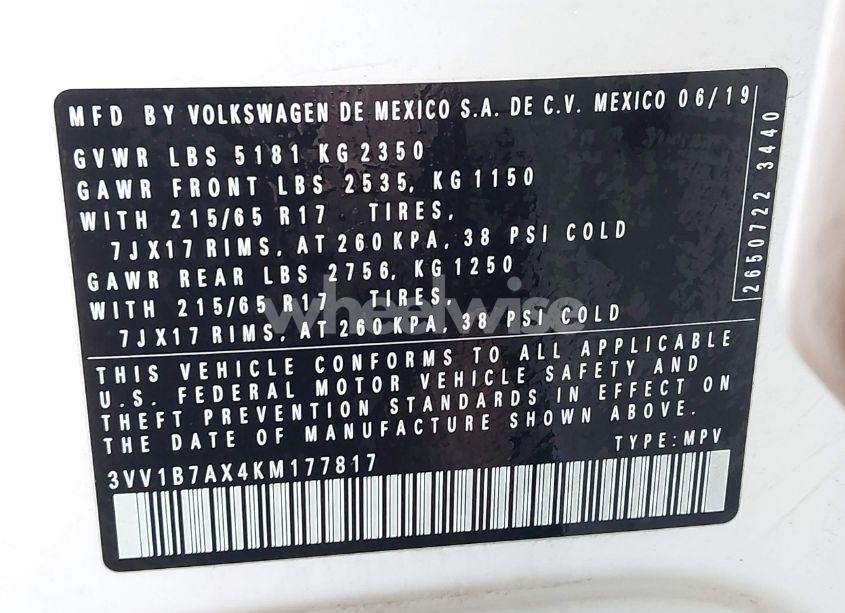 MFD BY VOLKSWAGEN DE MEXICO S.A. DE C.V. MEXICO 06/19
GVWR LBS 5181 KG 2350
GAWR FRONT LBS 2535, KG 1150
WITH 215/65 R17 TIRES,
7JX17 RIMS, AT 260 KPA, 38 PSI COLD
GAWR REAR LBS 2756, KG 1250
WITH 215/65 R17 TIRES,
7JX17 RIMS, AT 260 KPA, 38 PSI COLD
2650722 3440
wheelwise
THIS VEHICLE CONFORMS TO ALL APPLICABLE
U.S. FEDERAL MOTOR VEHICLE SAFETY AND
THEFT PREVENTION STANDARDS IN EFFECT ON
THE DATE OF MANUFACTURE SHOWN ABOVE.
TYPE: MPV
3VV1B7AX4KM177817